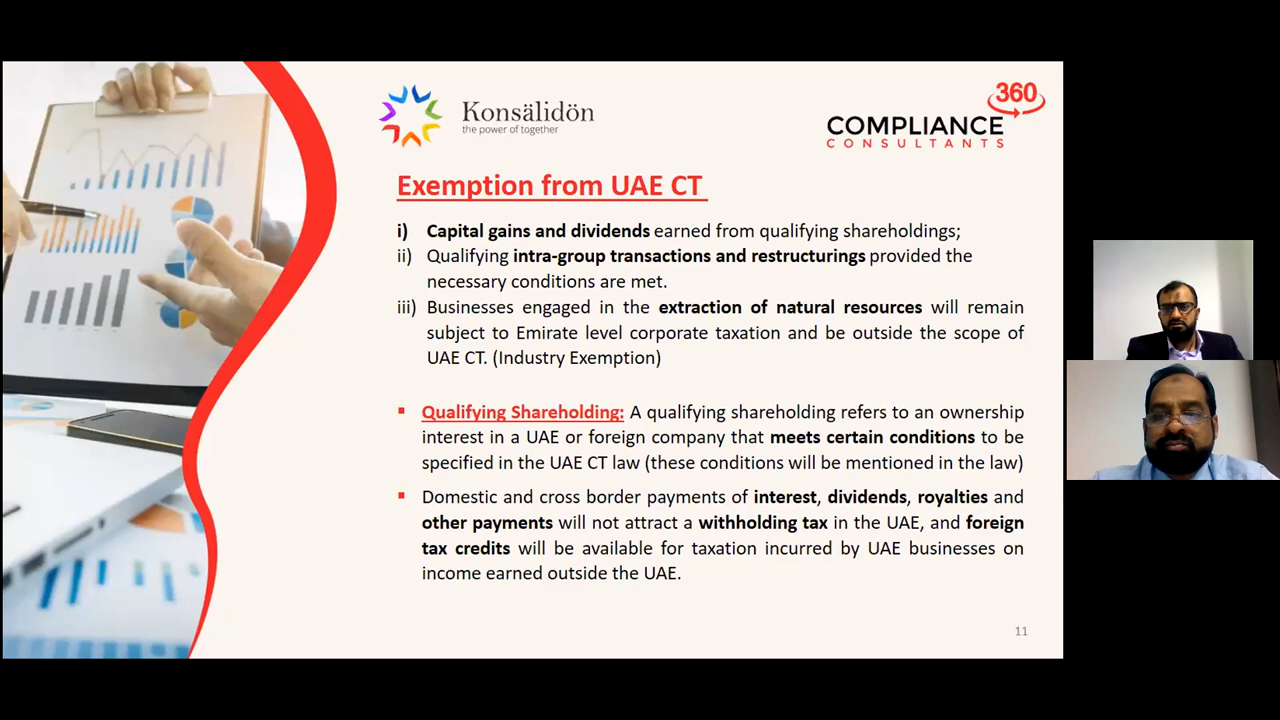 Konsälidön
the power of together
360
COMPLIANCE
CONSULTANTS
Exemption from UAE CT
i) Capital gains and dividends earned from qualifying shareholdings;
ii) Qualifying intra-group transactions and restructurings provided the
necessary conditions are met.
iii) Businesses engaged in the extraction of natural resources will remain
subject to Emirate level corporate taxation and be outside the scope of
UAE CT. (Industry Exemption)
▪ Qualifying Shareholding: A qualifying shareholding refers to an ownership
interest in a UAE or foreign company that meets certain conditions to be
specified in the UAE CT law (these conditions will be mentioned in the law)
▪ Domestic and cross border payments of interest, dividends, royalties and
other payments will not attract a withholding tax in the UAE, and foreign
tax credits will be available for taxation incurred by UAE businesses on
income earned outside the UAE.
11